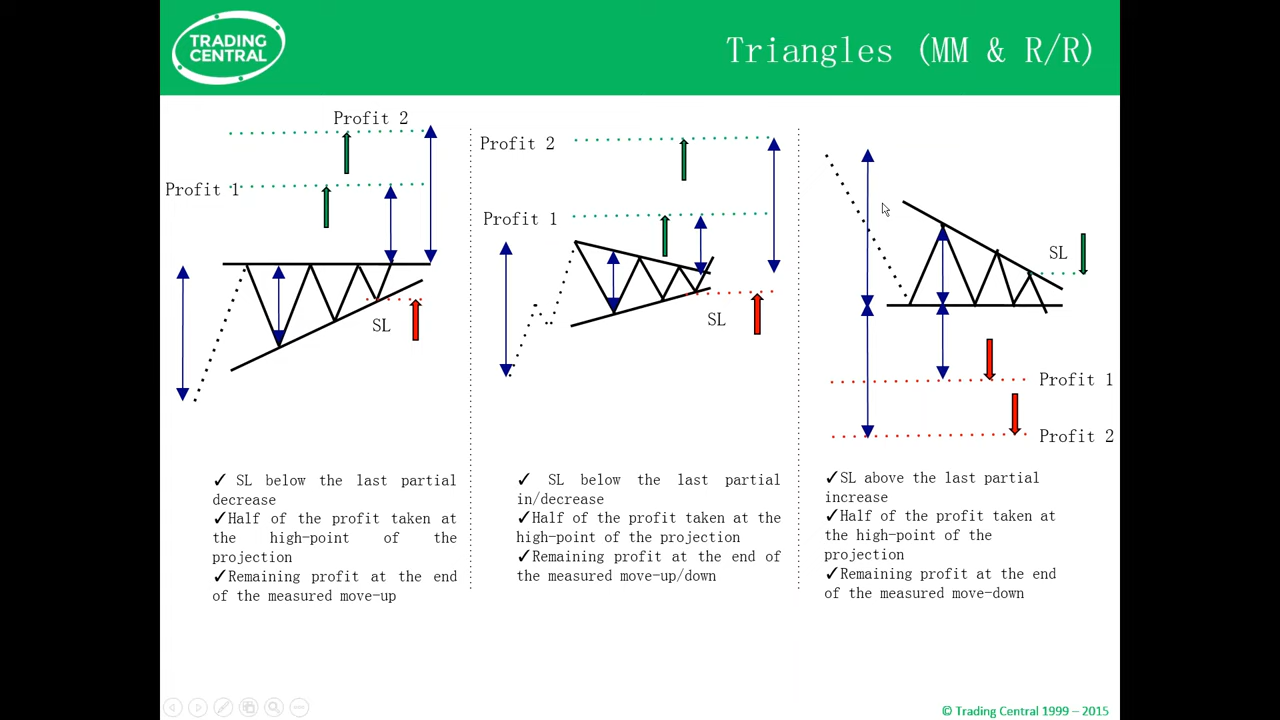 TRADING
CENTRAL
Triangles (MM & R/R)
Profit 2
Profit 1
SL
✓ SL below the last partial
decrease
✓Half of the profit taken at
the high-point of the
projection
✓Remaining profit at the end
of the measured move-up
Profit 2
Profit 1
SL
✓ SL below the last partial
in/decrease
✓Half of the profit taken at the
high-point of the projection
✓Remaining profit at the end of
the measured move-up/down
SL
Profit 1
Profit 2
✓SL above the last partial
increase
✓Half of the profit taken at
the high-point of the
projection
✓Remaining profit at the end
of the measured move-down
© Trading Central 1999 – 2015